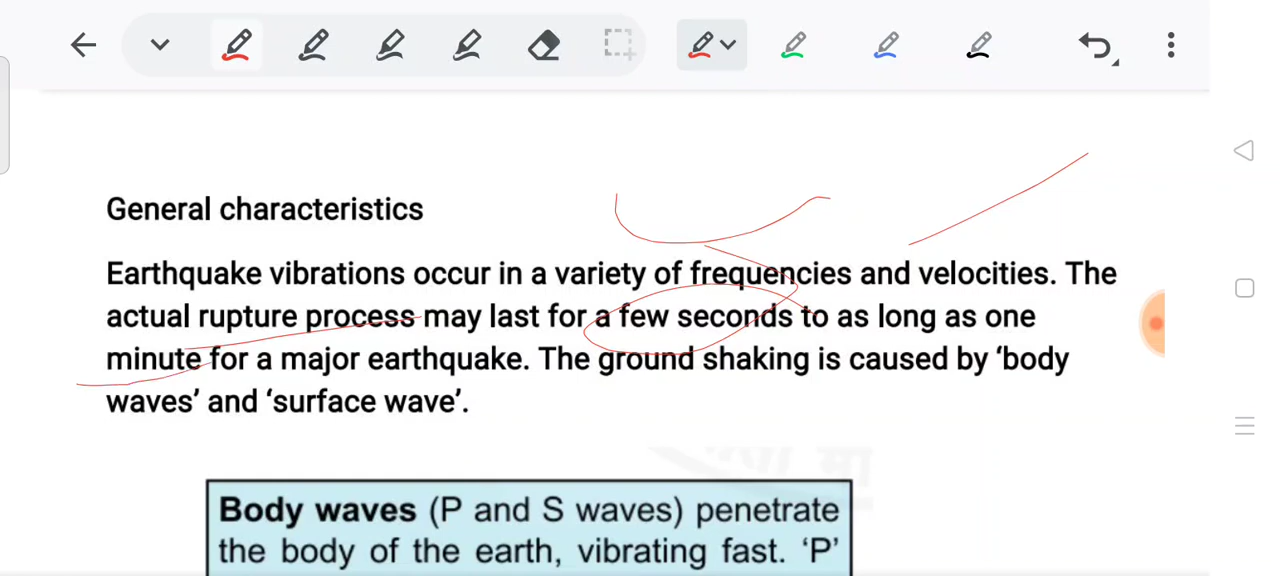 General characteristics
Earthquake vibrations occur in a variety of frequencies and velocities. The
actual rupture process may last for a few seconds to as long as one
minute for a major earthquake. The ground shaking is caused by ‘body
waves’ and ‘surface wave’.
Body waves (P and S waves) penetrate
the body of the earth, vibrating fast. ‘P’